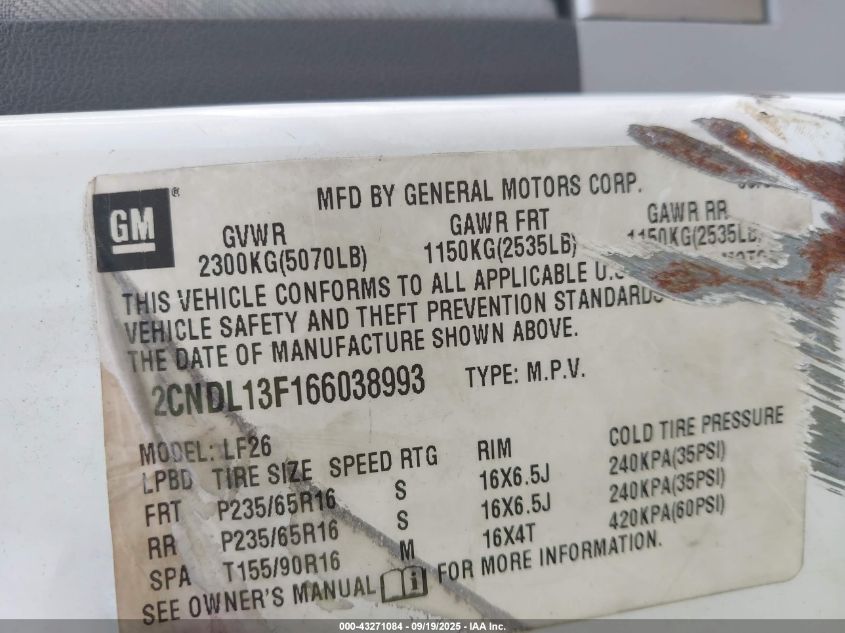 GM ®
MFD BY GENERAL MOTORS CORP.
GVWR GAWR FRT GAWR RR
2300KG(5070LB) 1150KG(2535LB) 1150KG(2535LB)
THIS VEHICLE CONFORMS TO ALL APPLICABLE U.S
VEHICLE SAFETY AND THEFT PREVENTION STANDARDS
THE DATE OF MANUFACTURE SHOWN ABOVE.
2CNDL13F166038993 TYPE: M.P.V.
MODEL: LF26
LPBD TIRE SIZE SPEED RTG RIM COLD TIRE PRESSURE
FRT P235/65R16 S 16X6.5J 240KPA(35PSI)
RR P235/65R16 S 16X6.5J 240KPA(35PSI)
SPA T155/90R16 M 16X4T 420KPA(60PSI)
SEE OWNER'S MANUAL FOR MORE INFORMATION.
000-43271084 - 09/19/2025 - IAA Inc.